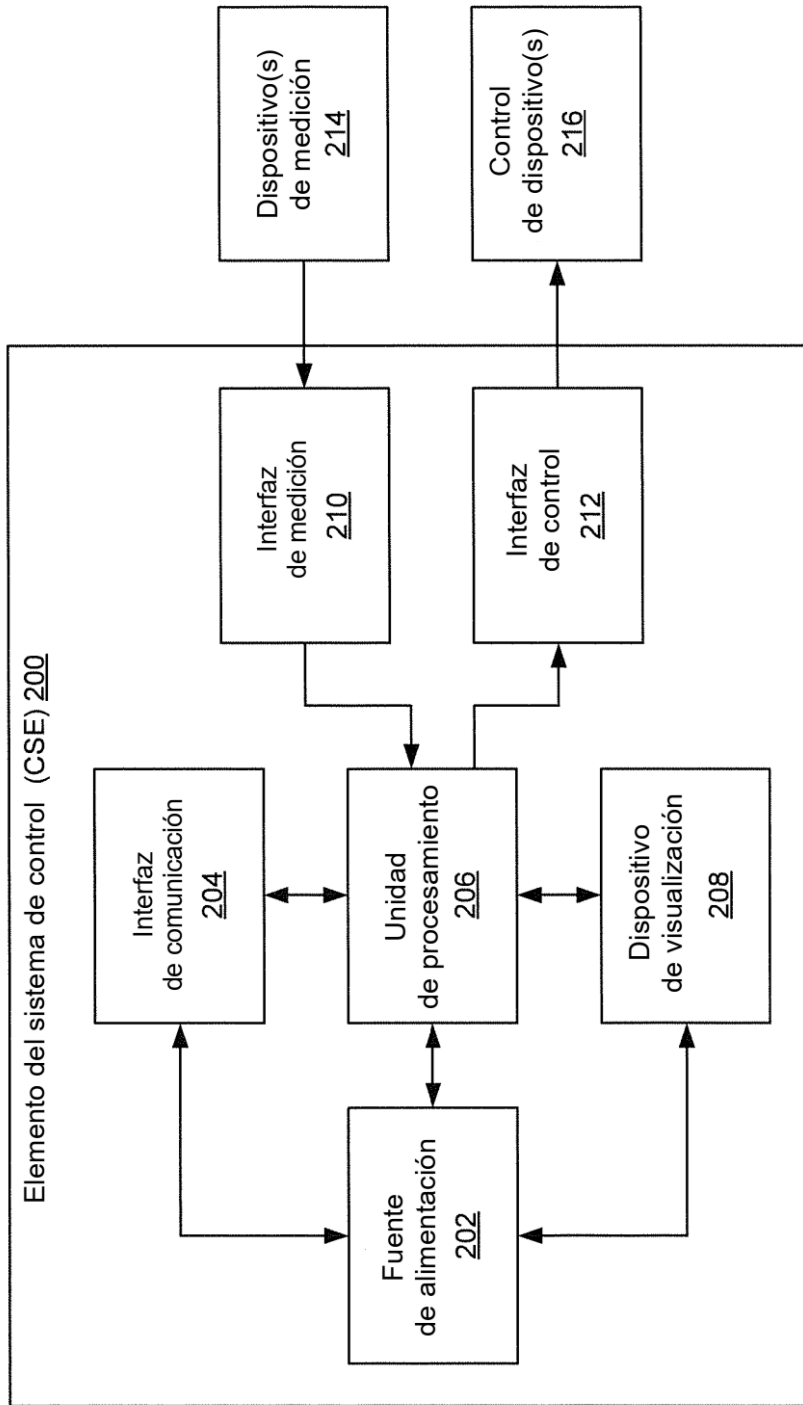 Elemento del sistema de control (CSE) 200
Interfaz
de comunicación
204
Fuente
de alimentación
202
Unidad
de procesamiento
206
Dispositivo
de visualización
208
Interfaz
de medición
210
Interfaz
de control
212
Dispositivo(s)
de medición
214
Control
de dispositivo(s)
216